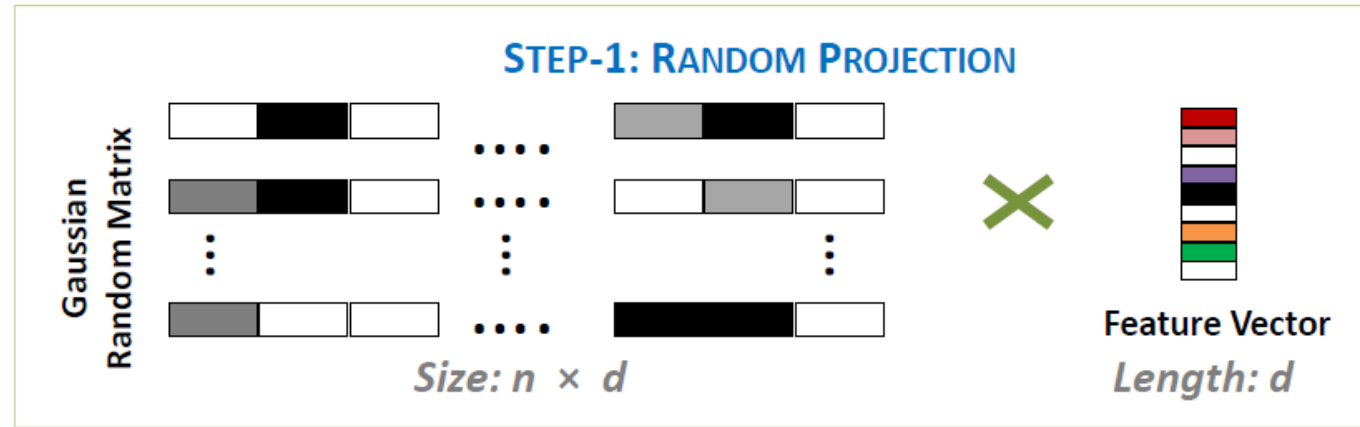 STEP-1: RANDOM PROJECTION
Gaussian
Random Matrix
....
....
....
Feature Vector
Size: n × d
Length: d